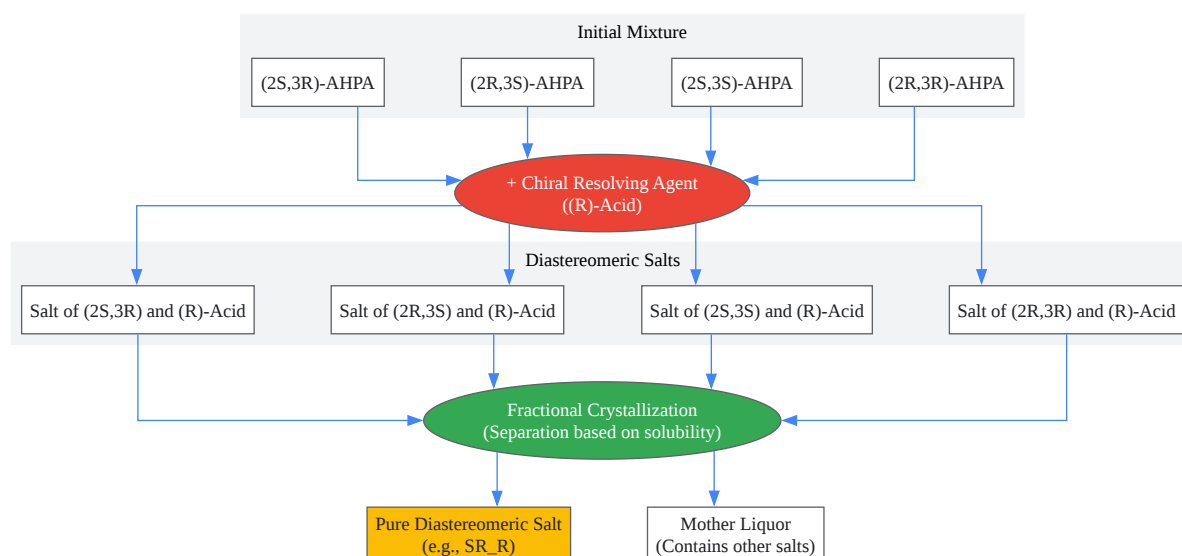 Initial Mixture
(2S,3R)-AHPA
(2R,3S)-AHPA
(2S,3S)-AHPA
(2R,3R)-AHPA
+ Chiral Resolving Agent
((R)-Acid)
Diastereomeric Salts
Salt of (2S,3R) and (R)-Acid
Salt of (2R,3S) and (R)-Acid
Salt of (2S,3S) and (R)-Acid
Salt of (2R,3R) and (R)-Acid
Fractional Crystallization
(Separation based on solubility)
Pure Diastereomeric Salt
(e.g., SR_R)
Mother Liquor
(Contains other salts)